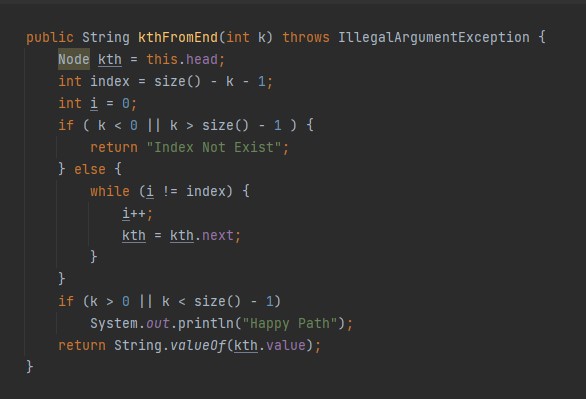 public String kthFromEnd(int k) throws IllegalArgumentException {
    Node kth = this.head;
    int index = size() - k - 1;
    int i = 0;
    if ( k < 0 || k > size() - 1 ) {
        return "Index Not Exist";
    } else {
        while (i != index) {
            i++;
            kth = kth.next;
        }
    }
    if (k > 0 || k < size() - 1)
        System.out.println("Happy Path");
    return String.valueOf(kth.value);
}